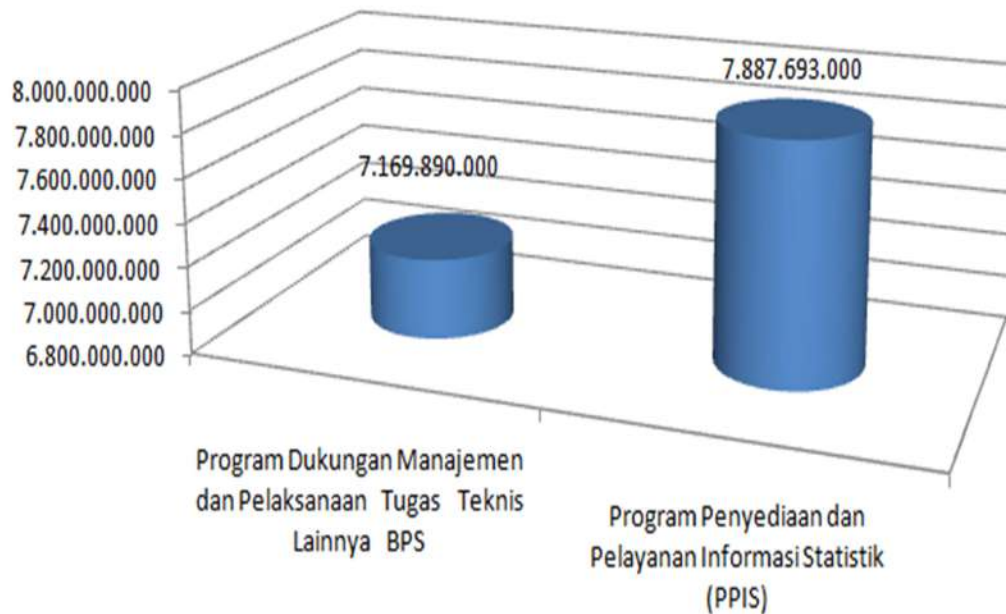 7.887.693.000
7.169.890.000
8.000.000.000
7.800.000.000
7.600.000.000
7.400.000.000
7.200.000.000
7.000.000.000
6.800.000.000
Program Dukungan Manajemen
dan Pelaksanaan Tugas Teknis
Lainnya BPS
Program Penyediaan dan
Pelayanan Informasi Statistik
(PPIS)